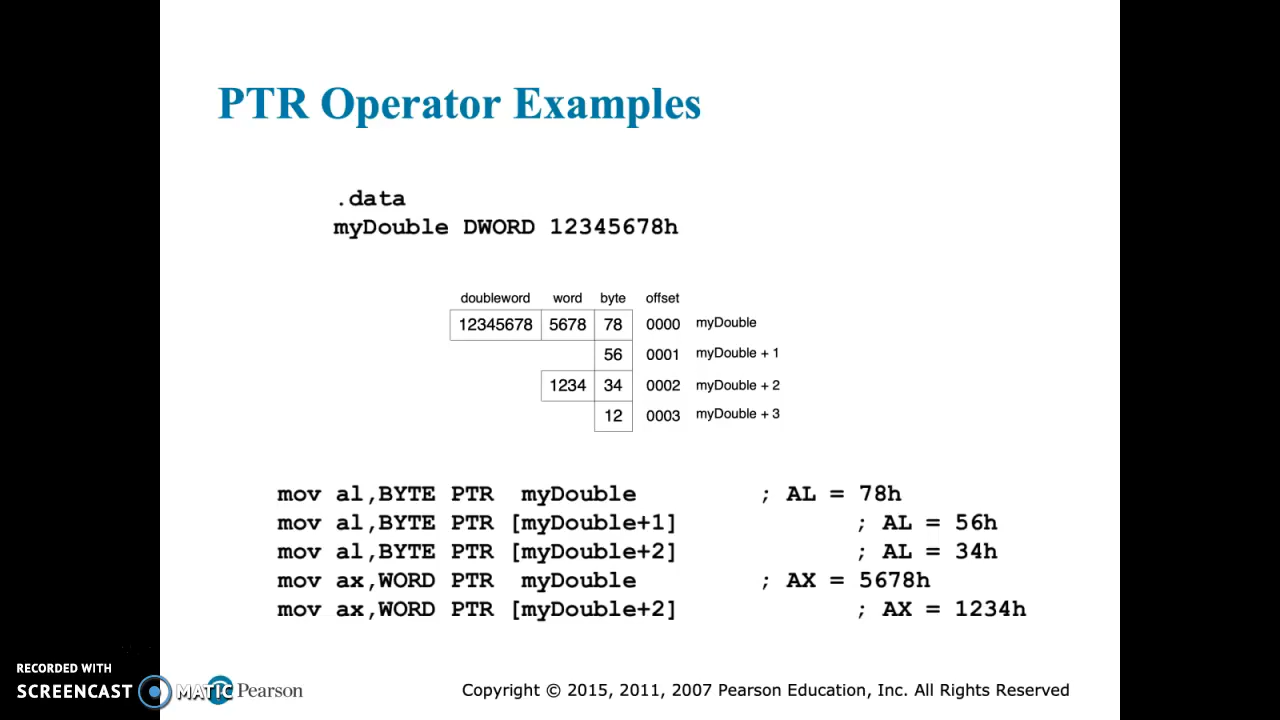 PTR Operator Examples
.data
myDouble DWORD 12345678h
doubleword word byte offset
12345678 5678 78 0000 myDouble
56 0001 myDouble + 1
1234 34 0002 myDouble + 2
12 0003 myDouble + 3
mov al,BYTE PTR myDouble ; AL = 78h
mov al,BYTE PTR [myDouble+1] ; AL = 56h
mov al,BYTE PTR [myDouble+2] ; AL = 34h
mov ax,WORD PTR myDouble ; AX = 5678h
mov ax,WORD PTR [myDouble+2] ; AX = 1234h
RECORDED WITH
SCREENCAST MATIC
Pearson
Copyright © 2015, 2011, 2007 Pearson Education, Inc. All Rights Reserved